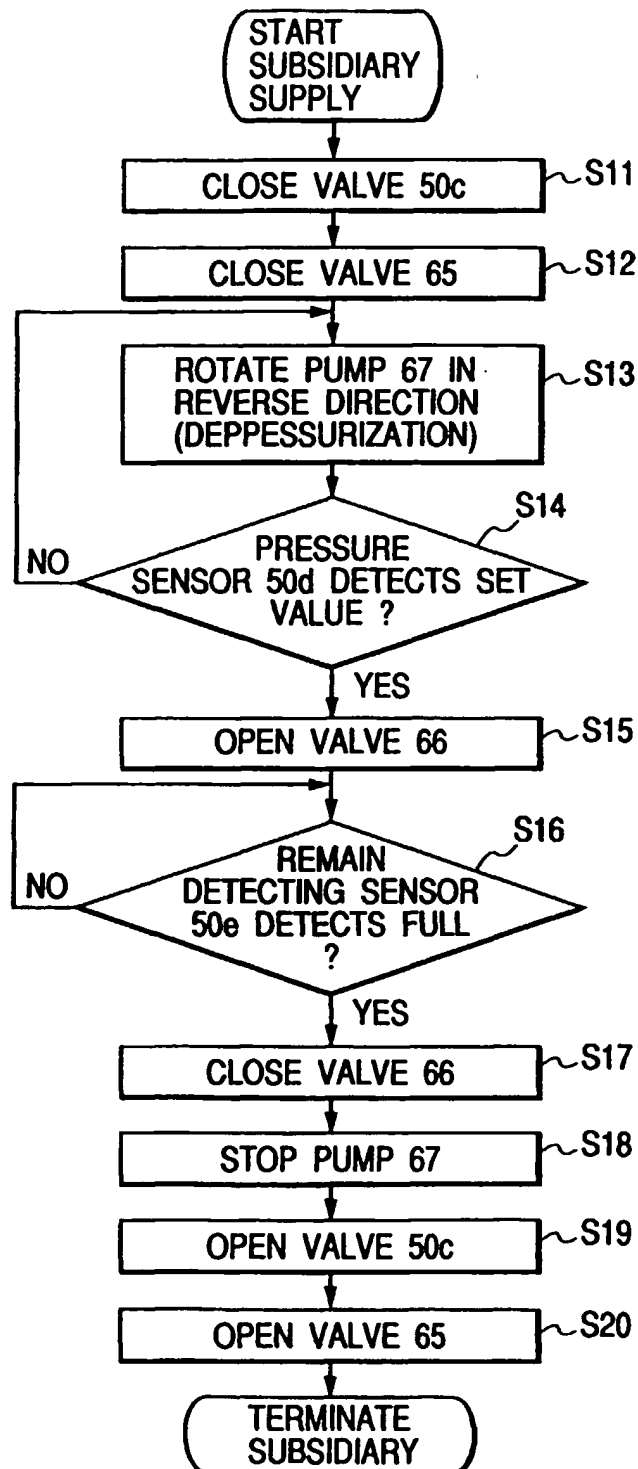 START
SUBSIDIARY
SUPPLY
CLOSE VALVE 50c
S11
CLOSE VALVE 65
S12
ROTATE PUMP 67 IN
REVERSE DIRECTION
(DEPPESSURIZATION)
S13
S14
NO
PRESSURE
SENSOR 50d DETECTS SET
VALUE ?
YES
OPEN VALVE 66
S15
S16
NO
REMAIN
DETECTING SENSOR
50e DETECTS FULL
?
YES
CLOSE VALVE 66
S17
STOP PUMP 67
S18
OPEN VALVE 50c
S19
OPEN VALVE 65
S20
TERMINATE
SUBSIDIARY